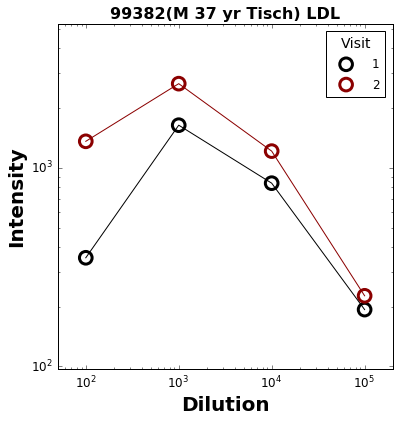 99382(M 37 yr Tisch) LDL
Visit
1
2
10³
10²
Intensity
10² 10³ 10⁴ 10⁵
Dilution